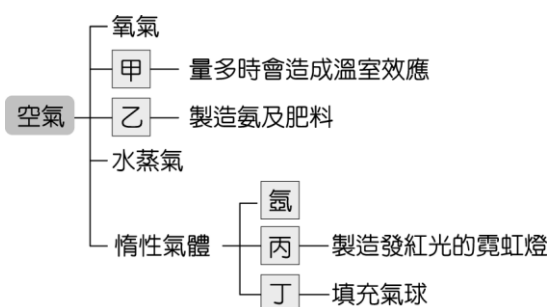 氧氣
甲 量多時會造成溫室效應
空氣
乙 製造氨及肥料
水蒸氣
氬
惰性氣體 丙 製造發紅光的霓虹燈
丁 填充氣球